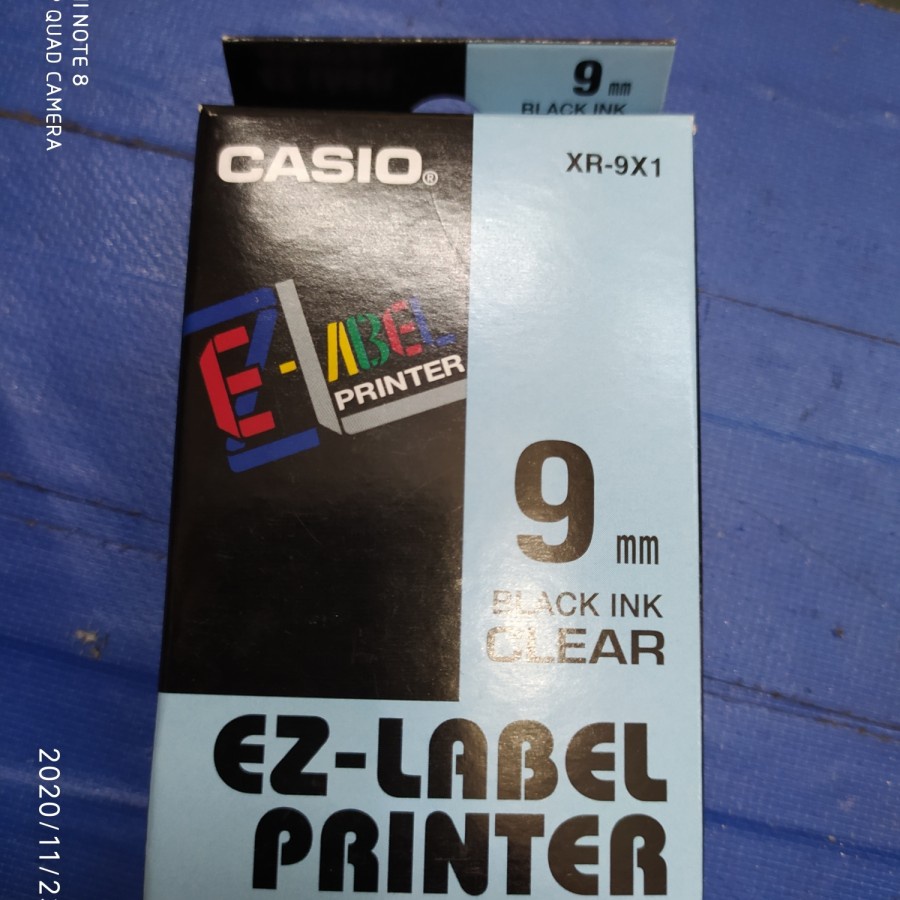 9 mm
BLACK INK
CASIO®
XR-9X1
EZ-LABEL
PRINTER
9 mm
BLACK INK
CLEAR
EZ-LABEL
PRINTER
NOTE 8
QUAD CAMERA
2020/11/2